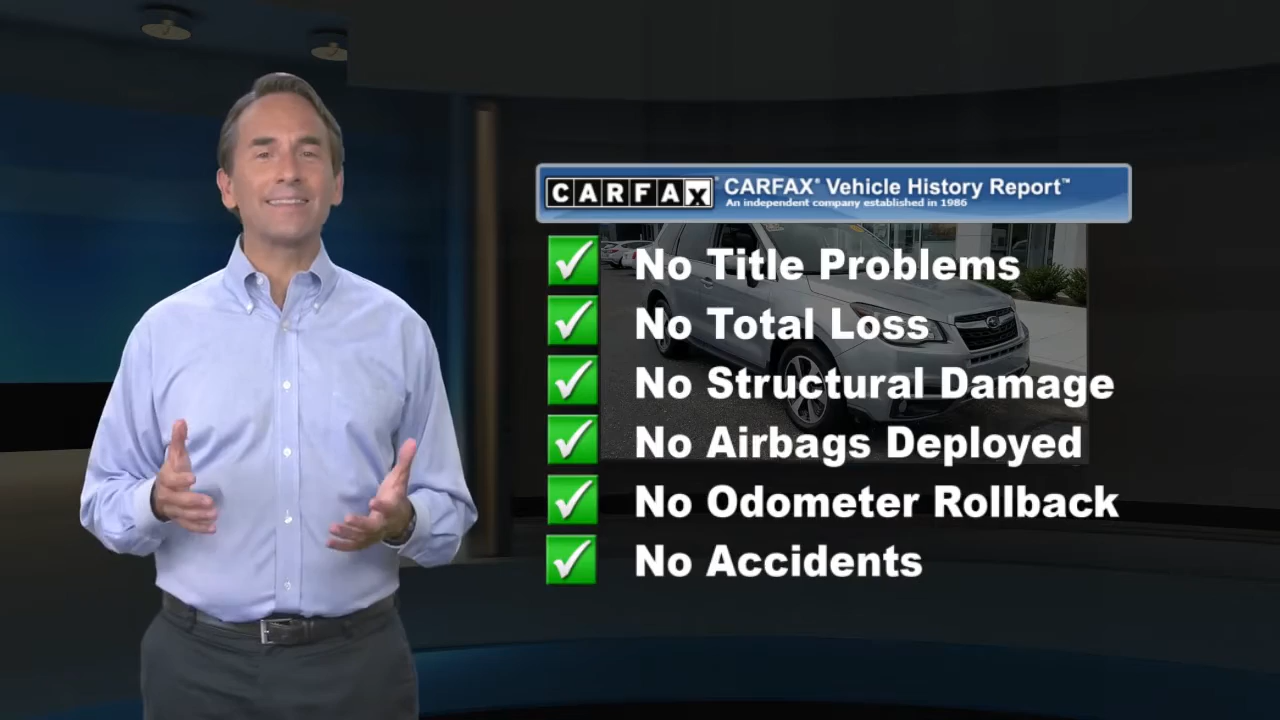 CARFAX® CARFAX® Vehicle History Report™
An independent company established in 1986
No Title Problems
No Total Loss
No Structural Damage
No Airbags Deployed
No Odometer Rollback
No Accidents